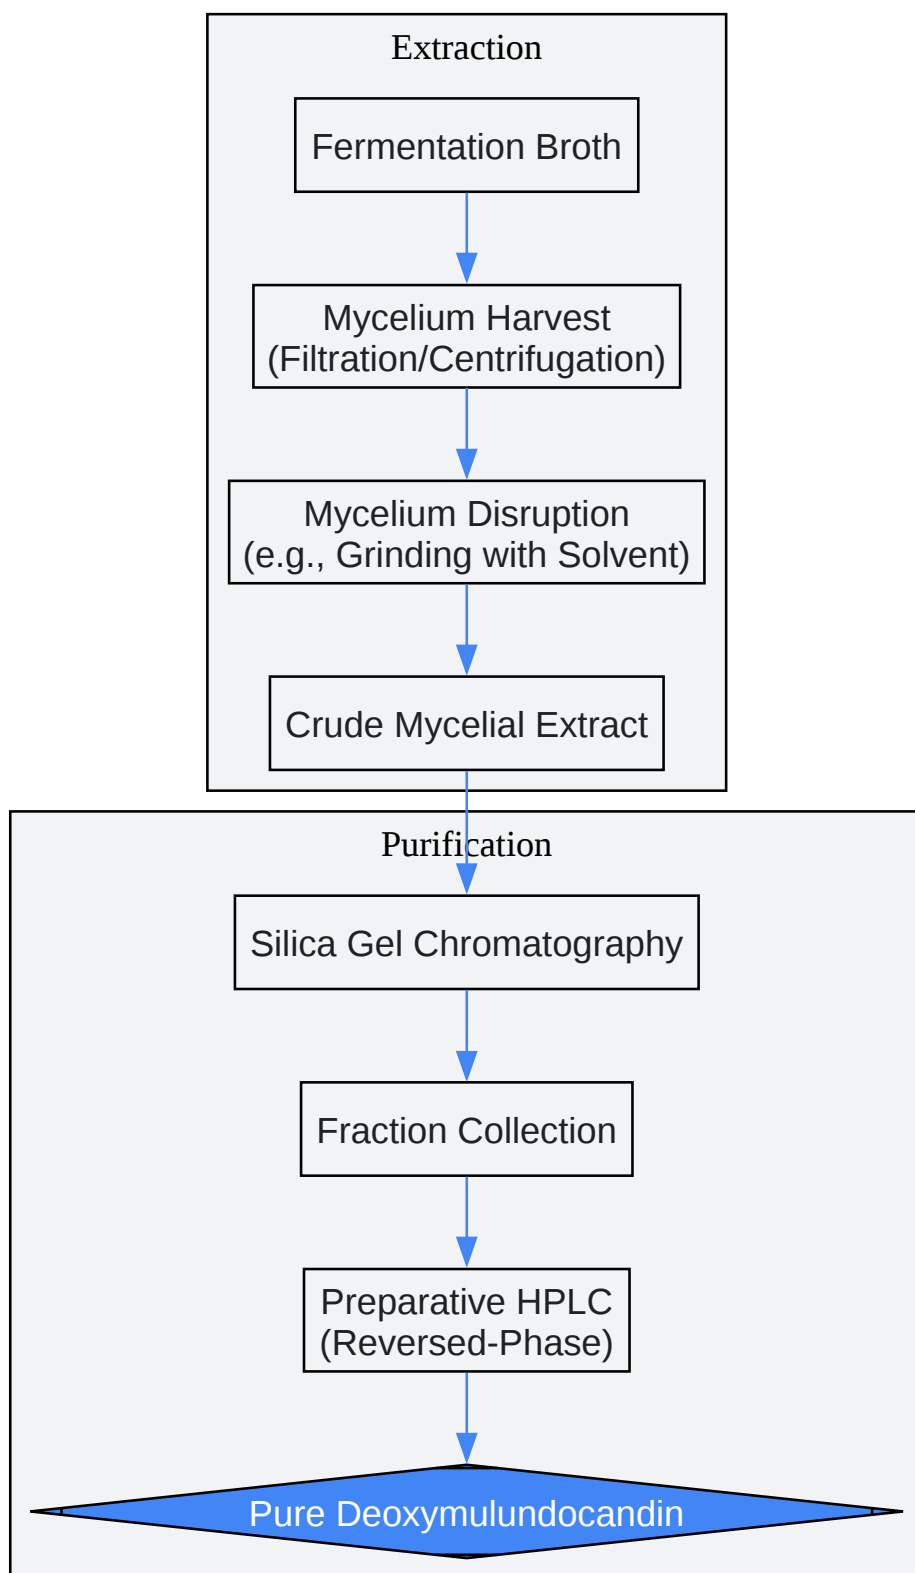 Extraction
Fermentation Broth
Mycelium Harvest
(Filtration/Centrifugation)
Mycelium Disruption
(e.g., Grinding with Solvent)
Crude Mycelial Extract
Purification
Silica Gel Chromatography
Fraction Collection
Preparative HPLC
(Reversed-Phase)
Pure Deoxymulundocandin